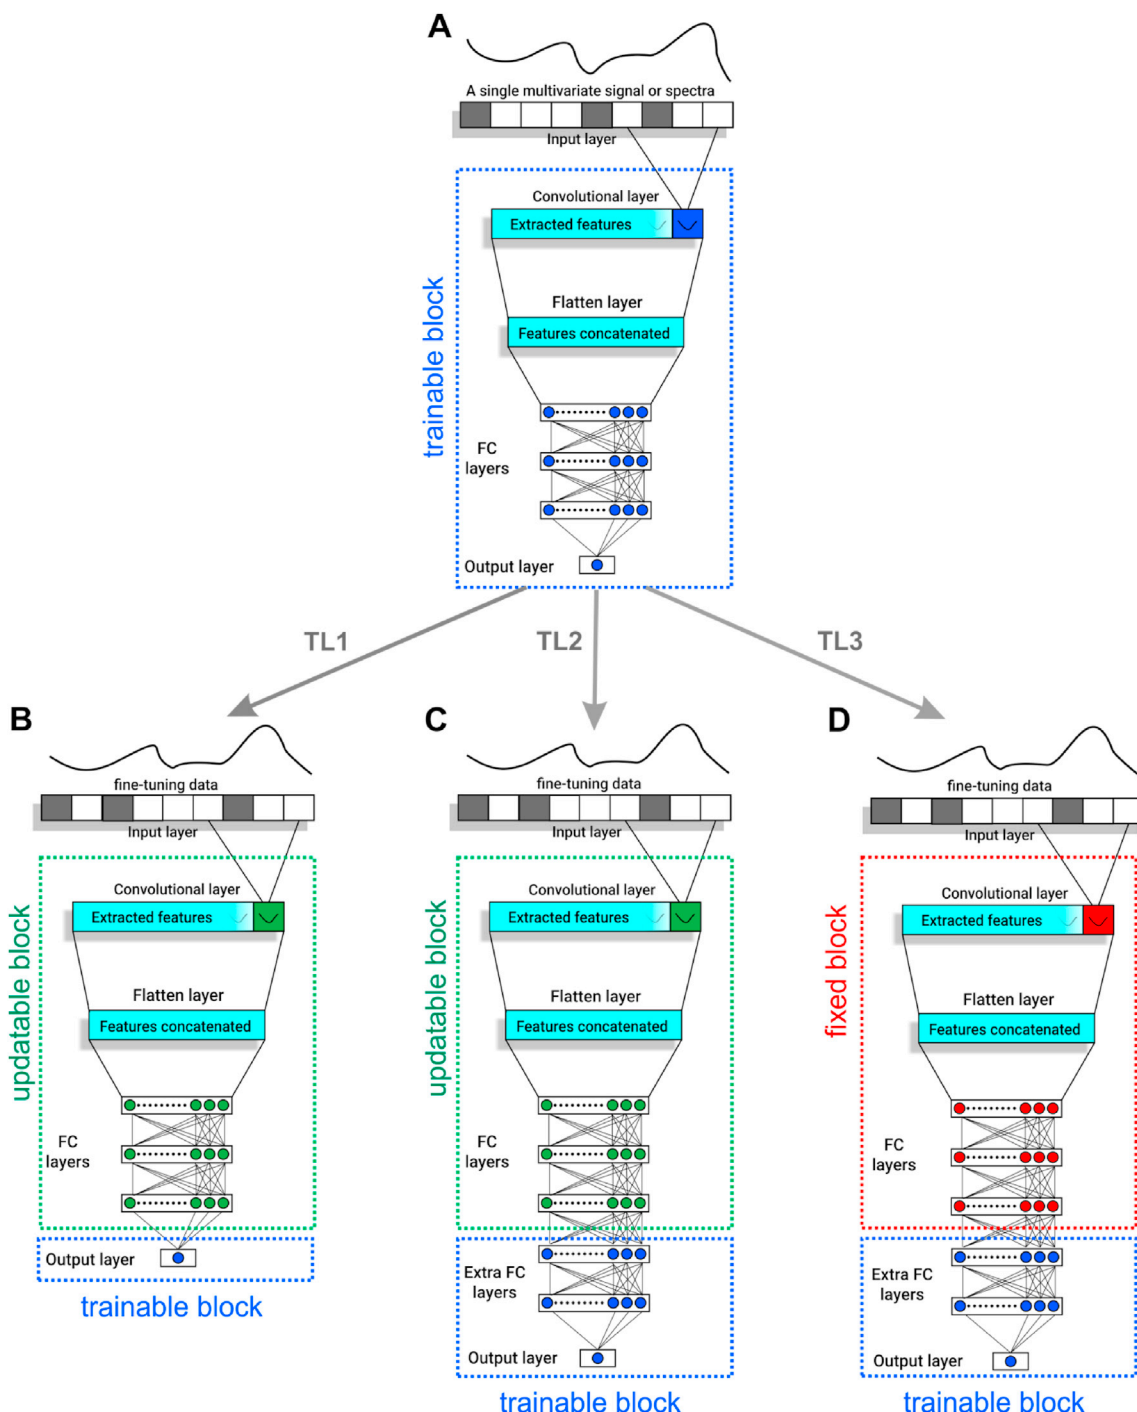 A
A single multivariate signal or spectra
Input layer
trainable block
Convolutional layer
Extracted features
Flatten layer
Features concatenated
FC
layers
Output layer
TL1
TL2
TL3
B
fine-tuning data
Input layer
updatable block
Convolutional layer
Extracted features
Flatten layer
Features concatenated
FC
layers
Output layer
trainable block
C
fine-tuning data
Input layer
updatable block
Convolutional layer
Extracted features
Flatten layer
Features concatenated
FC
layers
Extra FC
layers
Output layer
trainable block
D
fine-tuning data
Input layer
fixed block
Convolutional layer
Extracted features
Flatten layer
Features concatenated
FC
layers
Extra FC
layers
Output layer
trainable block